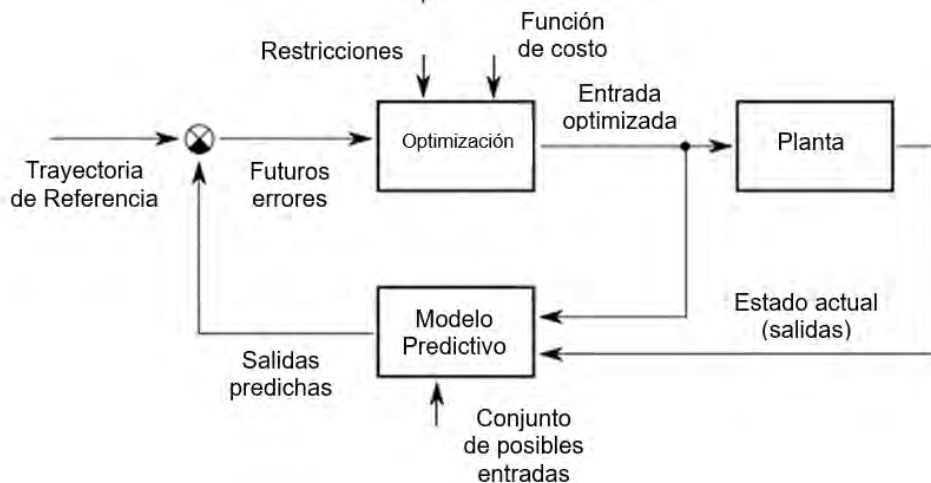 Función
de costo
Restricciones
Entrada
optimizada
Optimización
Planta
Trayectoria
de Referencia
Futuros
errores
Modelo
Predictivo
Estado actual
(salidas)
Salidas
predichas
Conjunto
de posibles
entradas